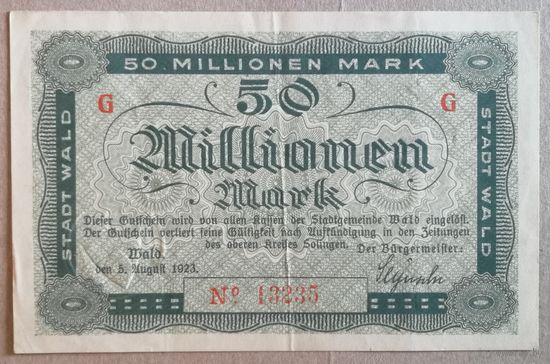 50 MILLIONEN MARK
G 50 G
Millionen
Mark
STADT WALD
STADT WALD
Dieser Gutschein wird von allen Kassen der Stadtgemeinde Wald eingelöst.
Der Gutschein verliert seine Gültigkeit nach Aufkündigung in den Zeitungen
des oberen Kreises Solingen.
Wald,
den 5. August 1923.
Der Bürgermeister:
Nº 13235